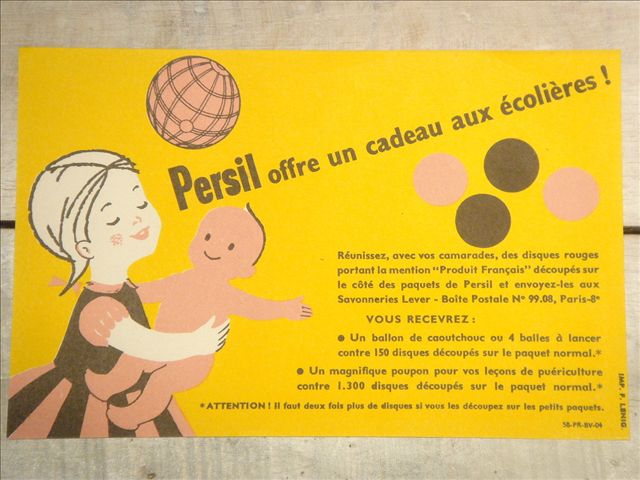 Persil offre un cadeau aux écolières !
Réunissez, avec vos camarades, des disques rouges
portant la mention "Produit Français" découpés sur
le côté des paquets de Persil et envoyez-les aux
Savonneries Lever - Boîte Postale Nº 99.08, Paris-8e
VOUS RECEVREZ :
● Un ballon de caoutchouc ou 4 balles à lancer
contre 150 disques découpés sur le paquet normal.*
● Un magnifique poupon pour vos leçons de puériculture
contre 1.300 disques découpés sur le paquet normal.*
*ATTENTION ! Il faut deux fois plus de disques si vous les découpez sur les petits paquets.
58-PR-BV-04
IMP. P. LENIG.